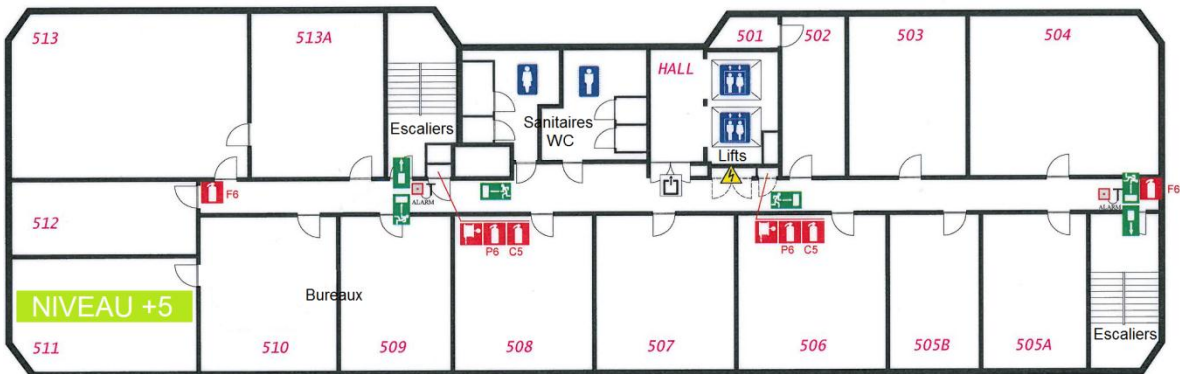 513
513A
501
502
503
504
HALL
Escaliers
Sanitaires
WC
Lifts
F6
ALARM
ALARM
F6
512
P6
C5
P6
C5
NIVEAU +5
Bureaux
Escaliers
511
510
509
508
507
506
505B
505A